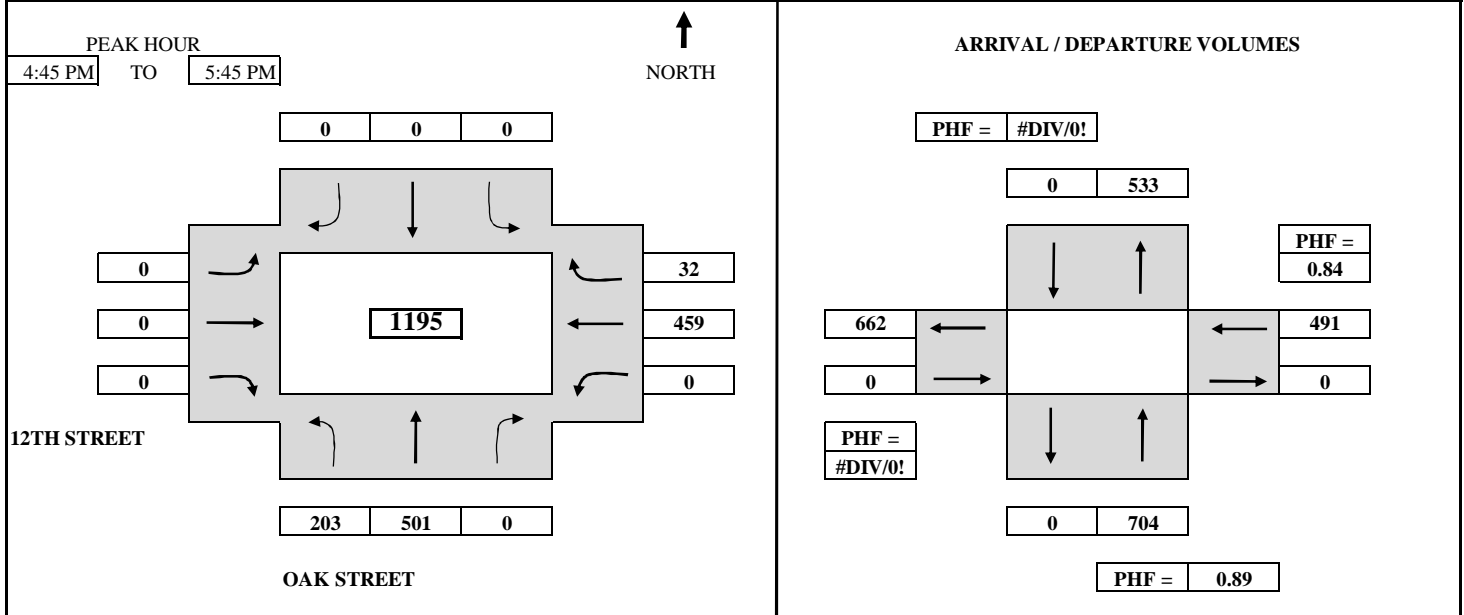 PEAK HOUR
4:45 PM TO 5:45 PM
NORTH
0 0 0
0 32
0 1195 459
0 0
12TH STREET
203 501 0
OAK STREET
ARRIVAL / DEPARTURE VOLUMES
PHF = #DIV/0!
0 533
PHF =
0.84
662 491
0 0
PHF =
#DIV/0!
0 704
PHF = 0.89